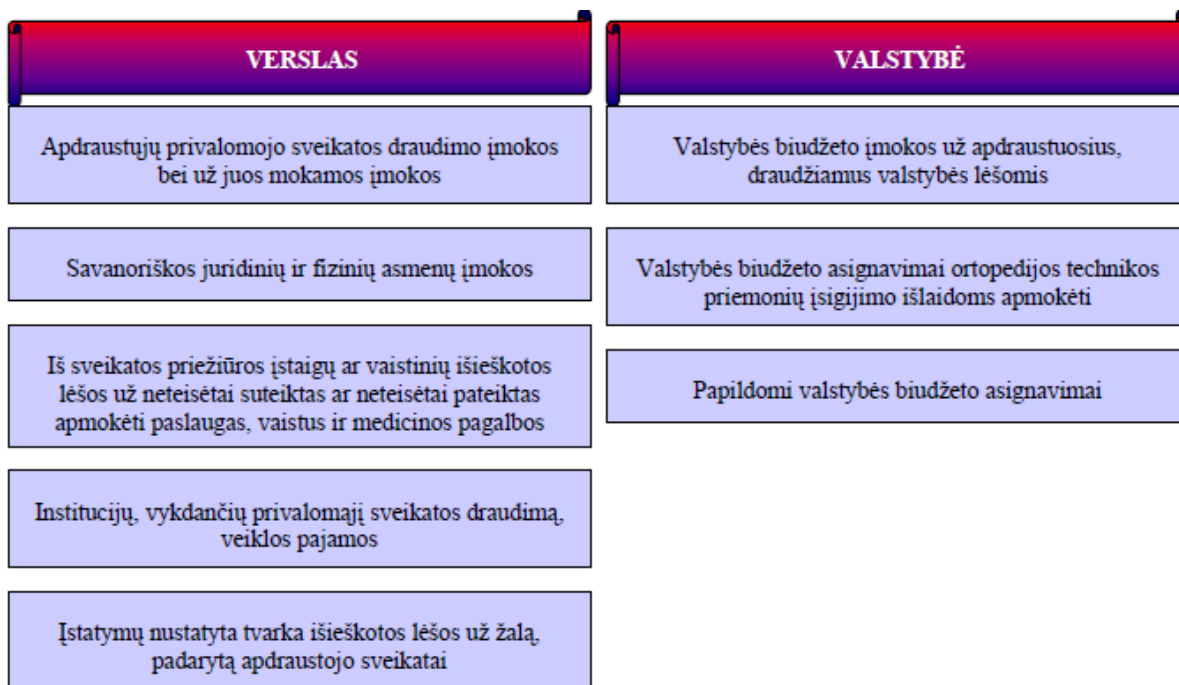 VERSLAS
Apdraustųjų privalomojo sveikatos draudimo įmokos
bei už juos mokamos įmokos
Savanoriškos juridinių ir fizinių asmenų įmokos
Iš sveikatos priežiūros įstaigų ar vaistinių išieškotos
lėšos už neteisėtai suteiktas ar neteisėtai pateiktas
apmokėti paslaugas, vaistus ir medicinos pagalbos
Institucijų, vykdančių privalomąjį sveikatos draudimą,
veiklos pajamos
Įstatymų nustatyta tvarka išieškotos lėšos už žalą,
padarytą apdraustojo sveikatai
VALSTYBĖ
Valstybės biudžeto įmokos už apdraustuosius,
draudžiamus valstybės lėšomis
Valstybės biudžeto asignavimai ortopedijos technikos
priemonių įsigijimo išlaidoms apmokėti
Papildomi valstybės biudžeto asignavimai